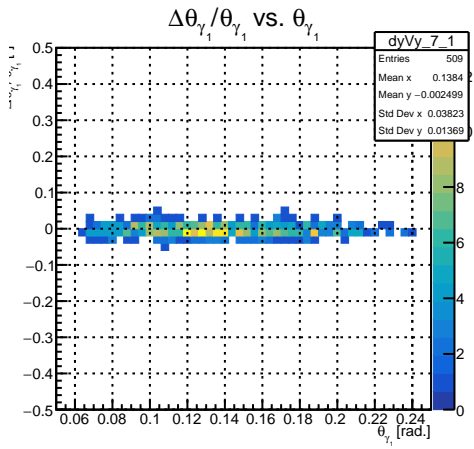 Δθγ1/θγ1 vs. θγ1
dyVy_7_1
Entries 509
Mean x 0.1384
Mean y −0.002499
Std Dev x 0.03823
Std Dev y 0.01369
0.5
0.4
0.3
0.2
0.1
0
−0.1
−0.2
−0.3
−0.4
−0.5
8
6
4
2
0
0.06 0.08 0.1 0.12 0.14 0.16 0.18 0.2 0.22 0.24
θγ1 [rad.]